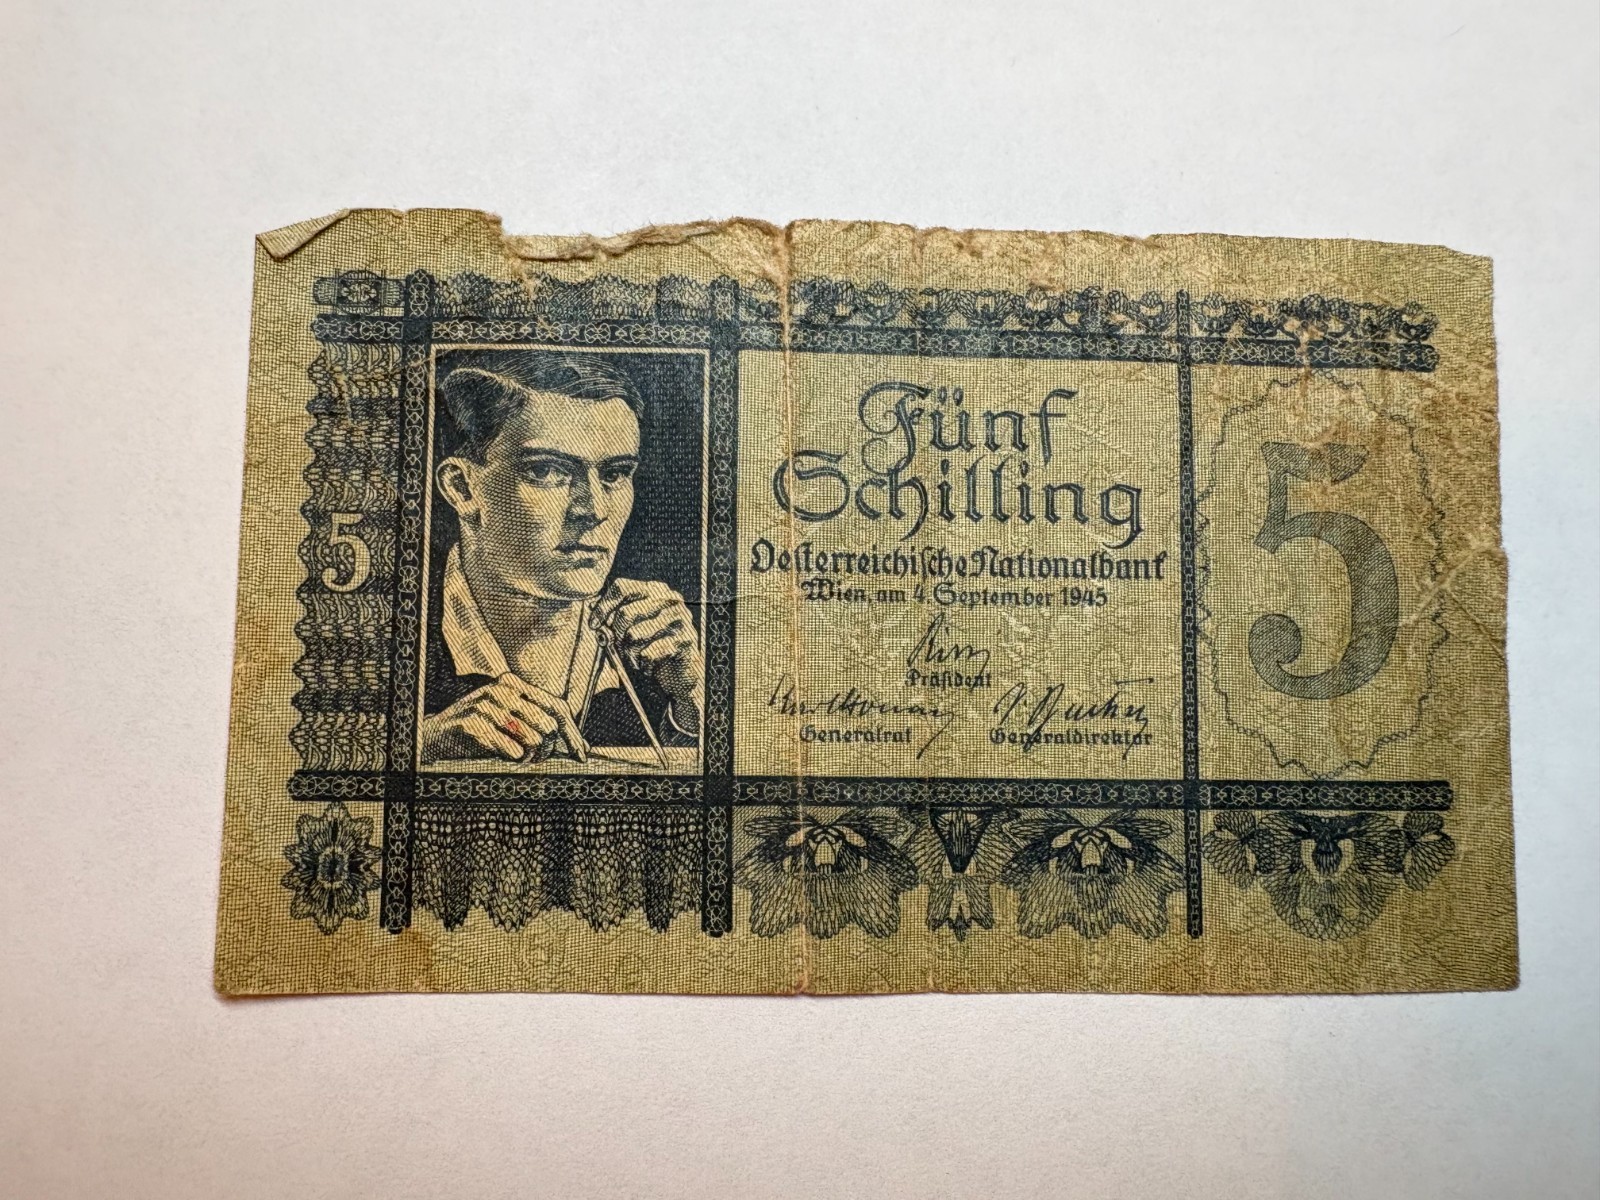 5
Fünf
Schilling
Oesterreichische Nationalbank
Wien, am 4. September 1945
Präsident
Generalrat Generaldirektor
5